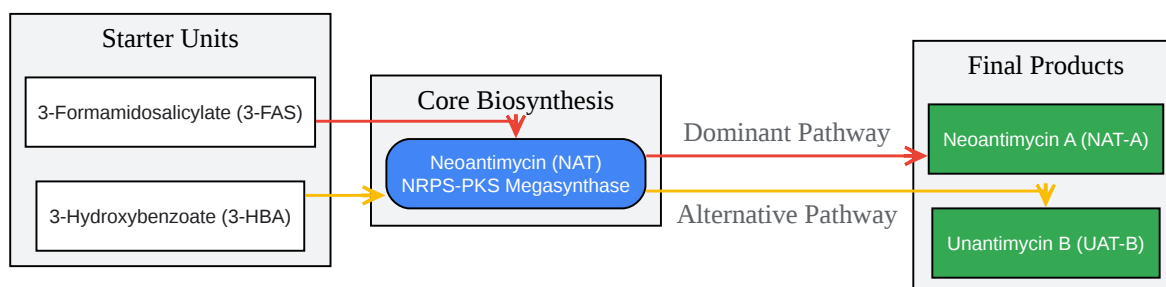 Starter Units
3-Formamidosalicylate (3-FAS)
3-Hydroxybenzoate (3-HBA)
Core Biosynthesis
Neoantimycin (NAT)
NRPS-PKS Megasynthase
Dominant Pathway
Alternative Pathway
Final Products
Neoantimycin A (NAT-A)
Unantimycin B (UAT-B)